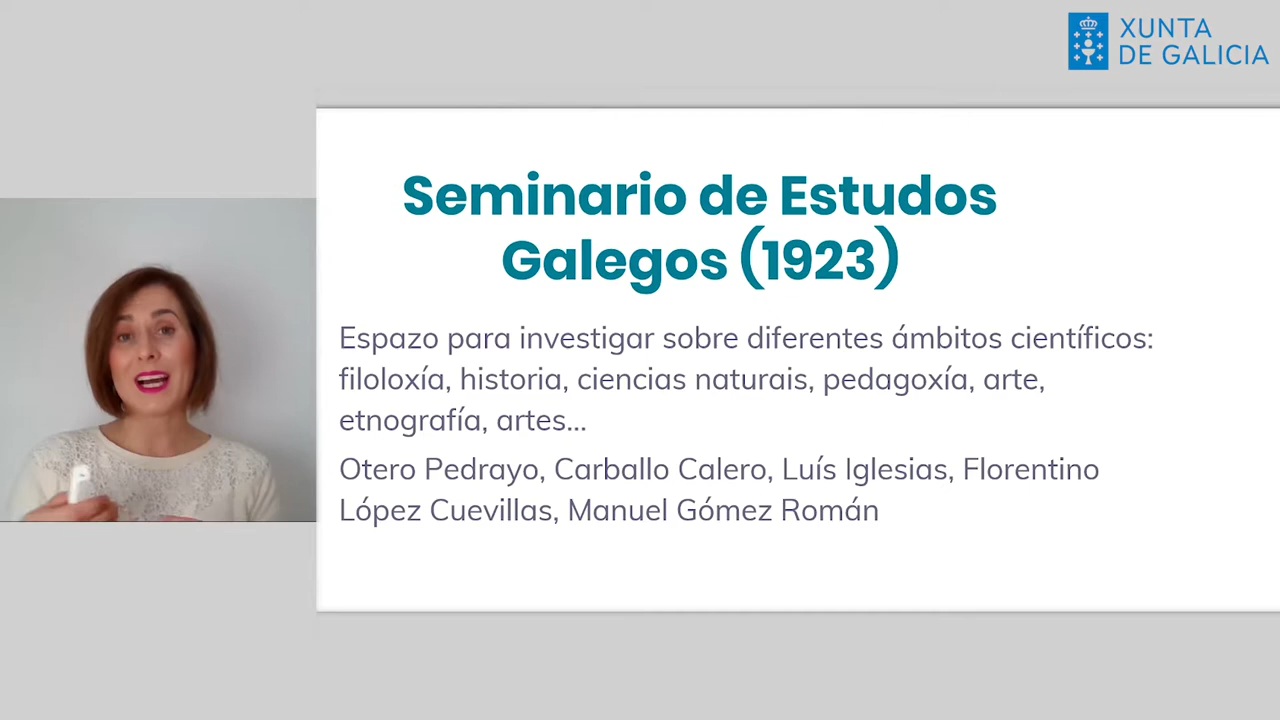 XUNTA
DE GALICIA
Seminario de Estudos
Galegos (1923)
Espazo para investigar sobre diferentes ámbitos científicos:
filoloxía, historia, ciencias naturais, pedagoxía, arte,
etnografía, artes...
Otero Pedrayo, Carballo Calero, Luís Iglesias, Florentino
López Cuevillas, Manuel Gómez Román